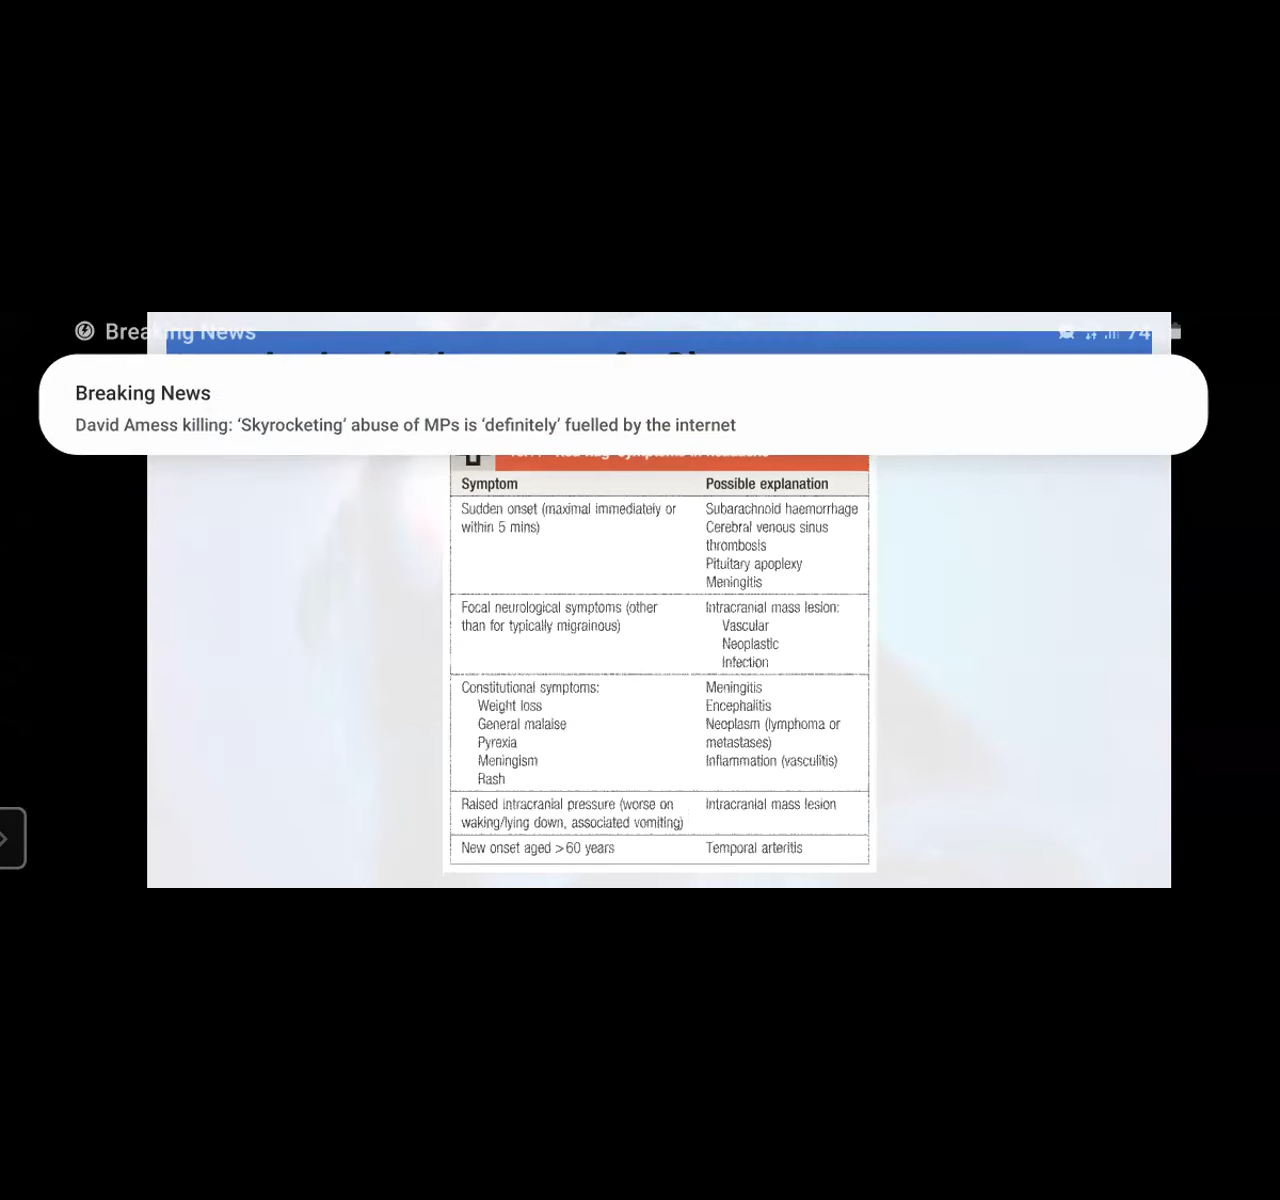 Breaking News
74
Breaking News
David Amess killing: ‘Skyrocketing’ abuse of MPs is ‘definitely’ fuelled by the internet
Symptom Possible explanation
Sudden onset (maximal immediately or Subarachnoid haemorrhage
within 5 mins) Cerebral venous sinus
thrombosis
Pituitary apoplexy
Meningitis
Focal neurological symptoms (other Intracranial mass lesion:
than for typically migrainous) Vascular
Neoplastic
Infection
Constitutional symptoms: Meningitis
Weight loss Encephalitis
General malaise Neoplasm (lymphoma or
Pyrexia metastases)
Meningism Inflammation (vasculitis)
Rash
Raised intracranial pressure (worse on Intracranial mass lesion
waking/lying down, associated vomiting)
New onset aged >60 years Temporal arteritis